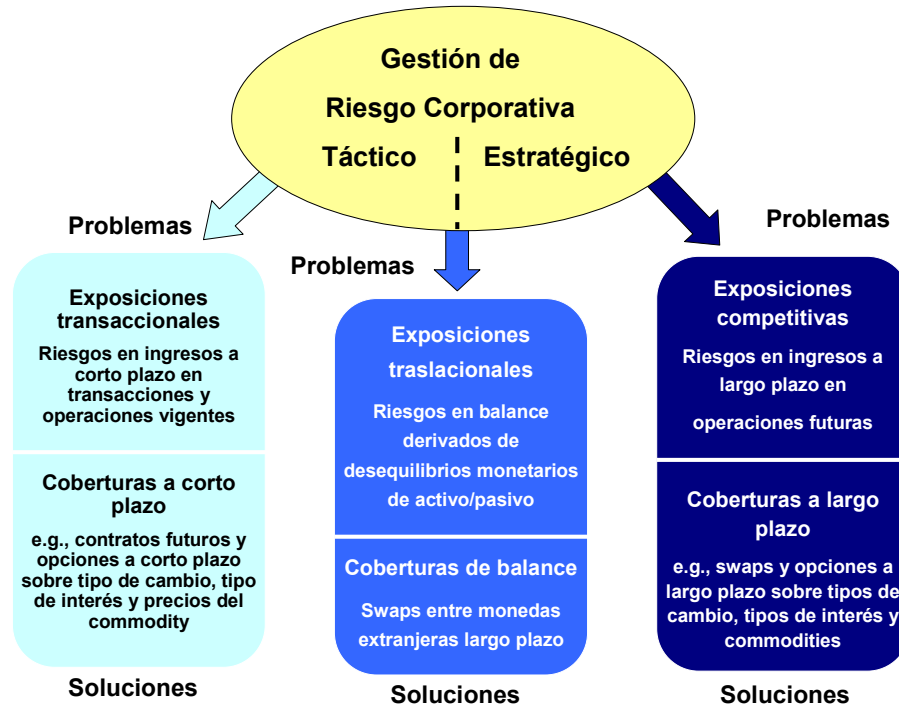 Gestión de
Riesgo Corporativa
Táctico Estratégico
Problemas
Exposiciones
transaccionales
Riesgos en ingresos a
corto plazo en
transacciones y
operaciones vigentes
Coberturas a corto
plazo
e.g., contratos futuros y
opciones a corto plazo
sobre tipo de cambio, tipo
de interés y precios del
commodity
Soluciones
Problemas
Exposiciones
traslacionales
Riesgos en balance
derivados de
desequilibrios monetarios
de activo/pasivo
Coberturas de balance
Swaps entre monedas
extranjeras largo plazo
Soluciones
Problemas
Exposiciones
competitivas
Riesgos en ingresos a
largo plazo en
operaciones futuras
Coberturas a largo
plazo
e.g., swaps y opciones a
largo plazo sobre tipos de
cambio, tipos de interés y
commodities
Soluciones